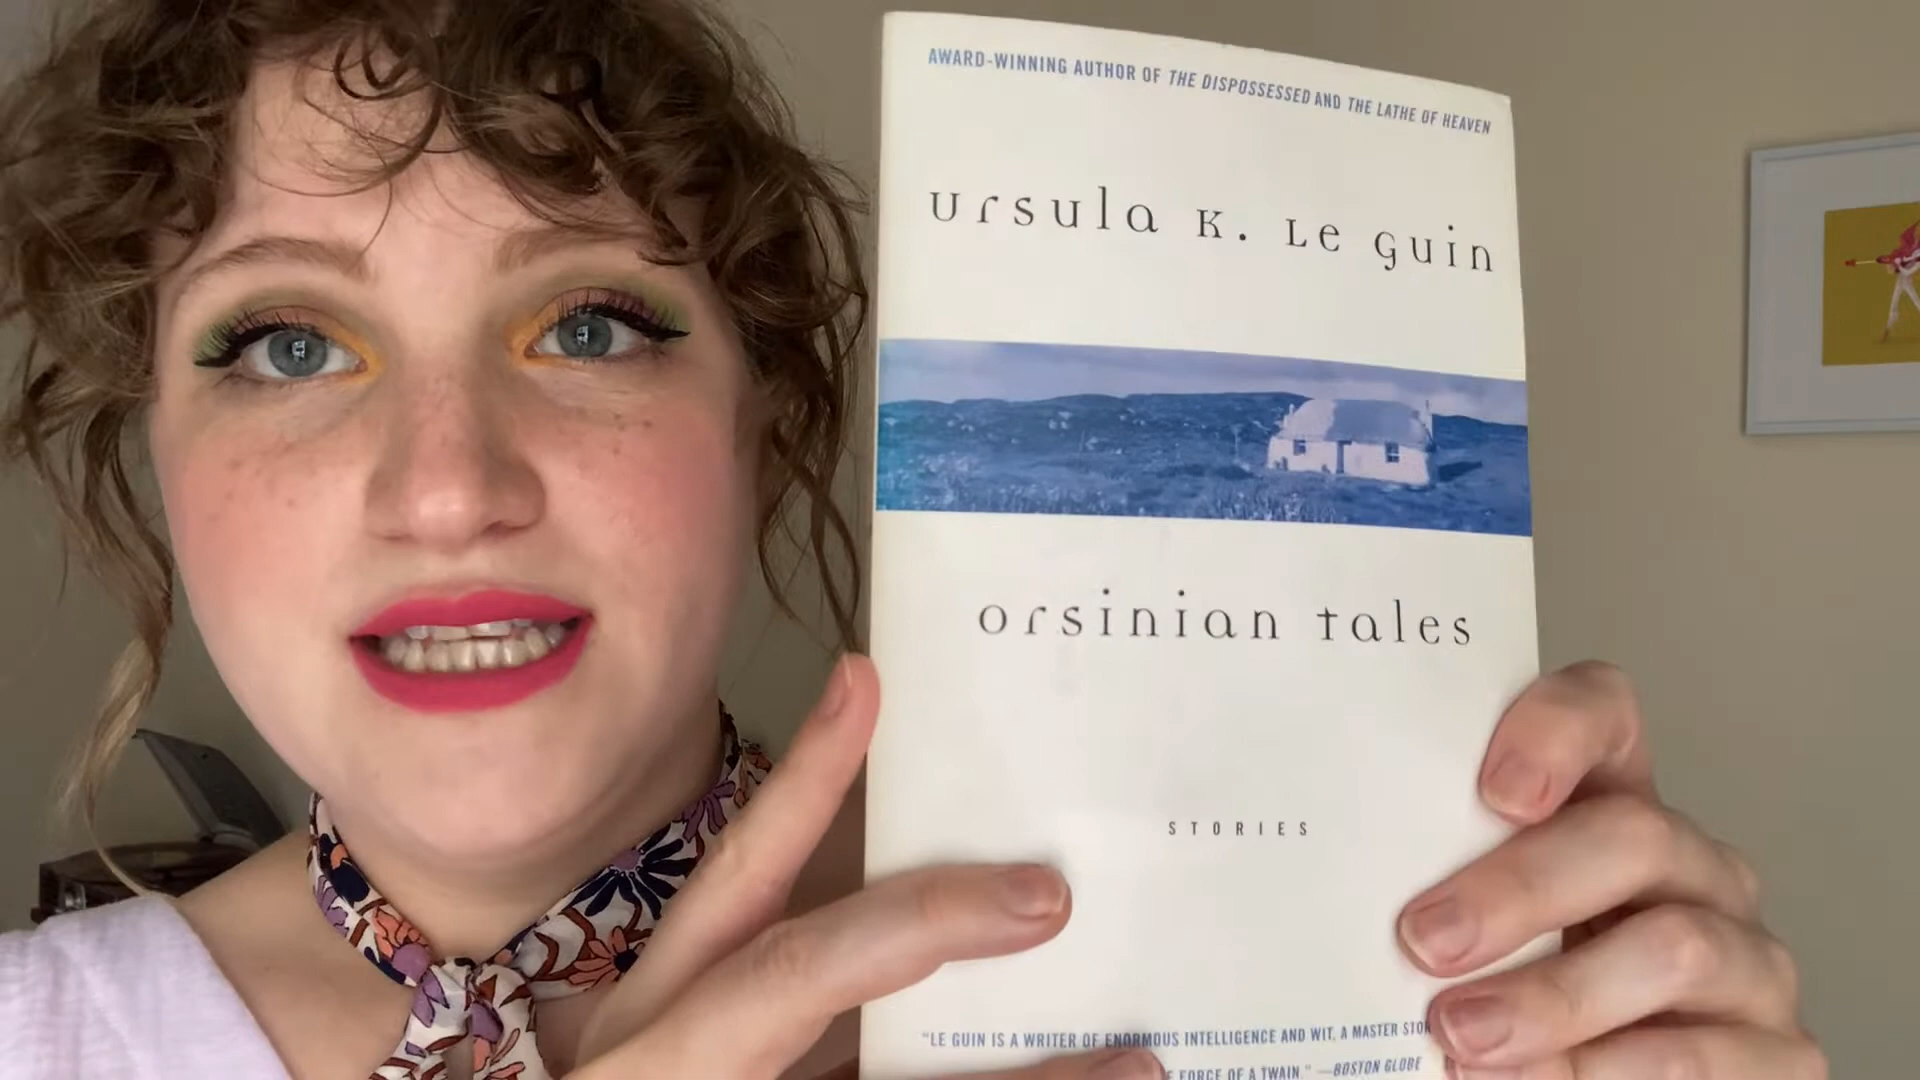 AWARD-WINNING AUTHOR OF THE DISPOSSESSED AND THE LATHE OF HEAVEN
ursula K. Le guin
orsinian tales
STORIES
"LE GUIN IS A WRITER OF ENORMOUS INTELLIGENCE AND WIT, A MASTER
FORCE OF A TWAIN." —BOSTON GLOBE